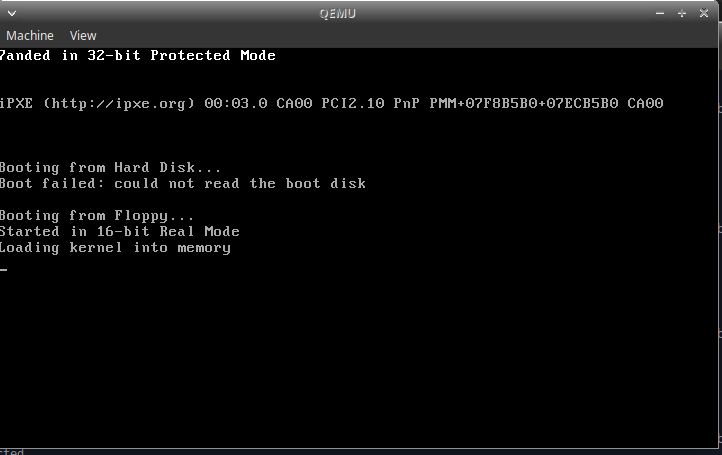 QEMU
Machine View
7anded in 32-bit Protected Mode
iPXE (http://ipxe.org) 00:03.0 CA00 PCI2.10 PnP PMM+07F8B5B0+07ECB5B0 CA00
Booting from Hard Disk...
Boot failed: could not read the boot disk
Booting from Floppy...
Started in 16-bit Real Mode
Loading kernel into memory
_
cted